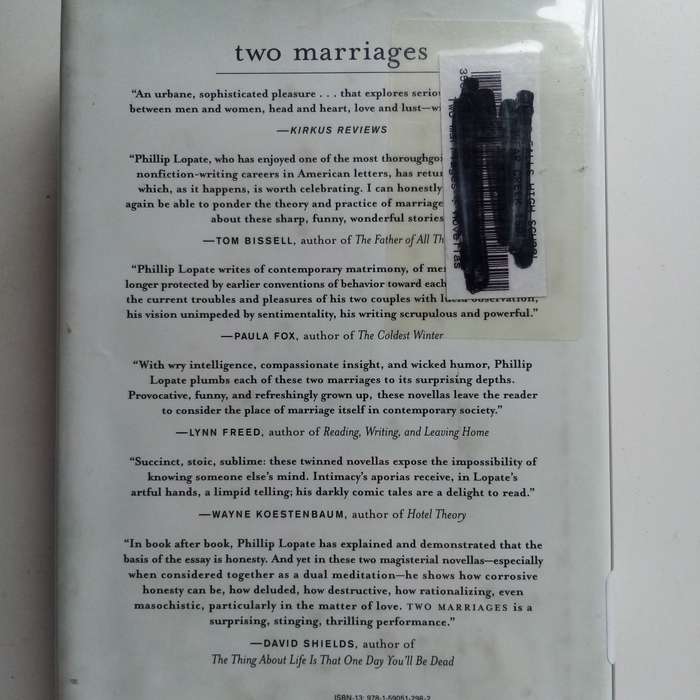 two marriages
“An urbane, sophisticated pleasure . . . that explores
between men and women, head and heart, love and lust—
—KIRKUS REVIEWS
“Phillip Lopate, who has enjoyed one of the most
nonfiction-writing careers in American letters, has
which, as it happens, is worth celebrating. I can honestly
again be able to ponder the theory and practice of marriage
about these sharp, funny, wonderful stories
—TOM BISSELL, author of The Father of All
“Phillip Lopate writes of contemporary matrimony, of
longer protected by earlier conventions of behavior toward
the current troubles and pleasures of his two couples with lucid observation,
his vision unimpeded by sentimentality, his writing scrupulous and powerful.”
—PAULA FOX, author of The Coldest Winter
“With wry intelligence, compassionate insight, and wicked humor, Phillip
Lopate plumbs each of these two marriages to its surprising depths.
Provocative, funny, and refreshingly grown up, these novellas leave the reader
to consider the place of marriage itself in contemporary society.”
—LYNN FREED, author of Reading, Writing, and Leaving Home
“Succinct, stoic, sublime: these twinned novellas expose the impossibility of
knowing someone else’s mind. Intimacy’s aporias receive, in Lopate’s
artful hands, a limpid telling; his darkly comic tales are a delight to read.”
—WAYNE KOESTENBAUM, author of Hotel Theory
“In book after book, Phillip Lopate has explained and demonstrated that the
basis of the essay is honesty. And yet in these two magisterial novellas—especially
when considered together as a dual meditation—he shows how corrosive
honesty can be, how deluded, how destructive, how rationalizing, even
masochistic, particularly in the matter of love. TWO MARRIAGES is a
surprising, stinging, thrilling performance.”
—DAVID SHIELDS, author of
The Thing About Life Is That One Day You’ll Be Dead
ISBN-13: 978-1-59051-298-2
HIGH SCHOOL